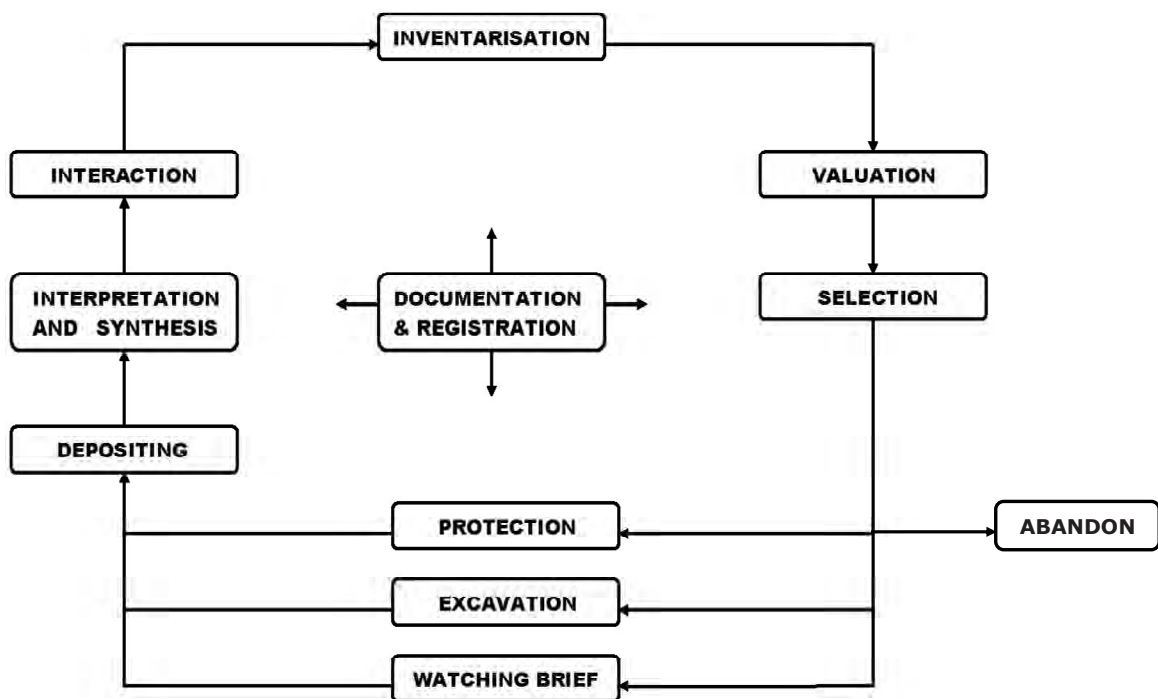 INVENTARISATION
INTERACTION
VALUATION
INTERPRETATION
AND SYNTHESIS
DOCUMENTATION
& REGISTRATION
SELECTION
DEPOSITING
PROTECTION
ABANDON
EXCAVATION
WATCHING BRIEF